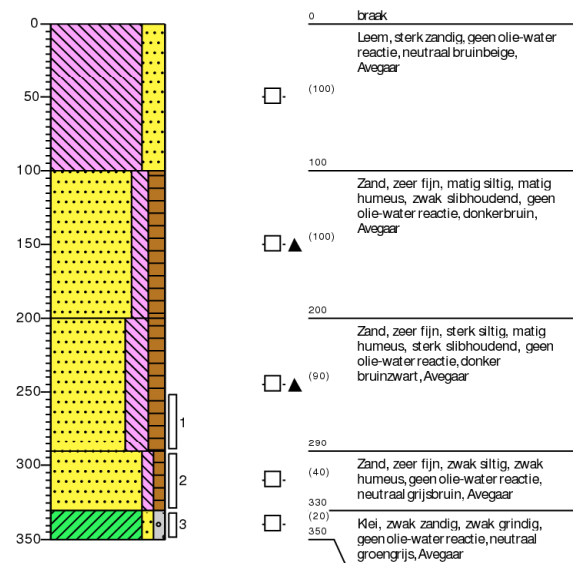 0
50
100
150
200
250
300
350
1
2
3
0 braak
Leem, sterk zandig, geen olie-water
reactie, neutraal bruinbeige,
Avegaar
(100)
100
Zand, zeer fijn, matig siltig, matig
humeus, zwak slibhoudend, geen
olie-water reactie, donkerbruin,
Avegaar
(100)
200
Zand, zeer fijn, sterk siltig, matig
humeus, sterk slibhoudend, geen
olie-water reactie, donker
bruinzwart, Avegaar
(90)
290
Zand, zeer fijn, zwak siltig, zwak
humeus, geen olie-water reactie,
neutraal grijsbruin, Avegaar
(40)
330
Klei, zwak zandig, zwak grindig,
geen olie-water reactie, neutraal
groengrijs, Avegaar
(20)
350